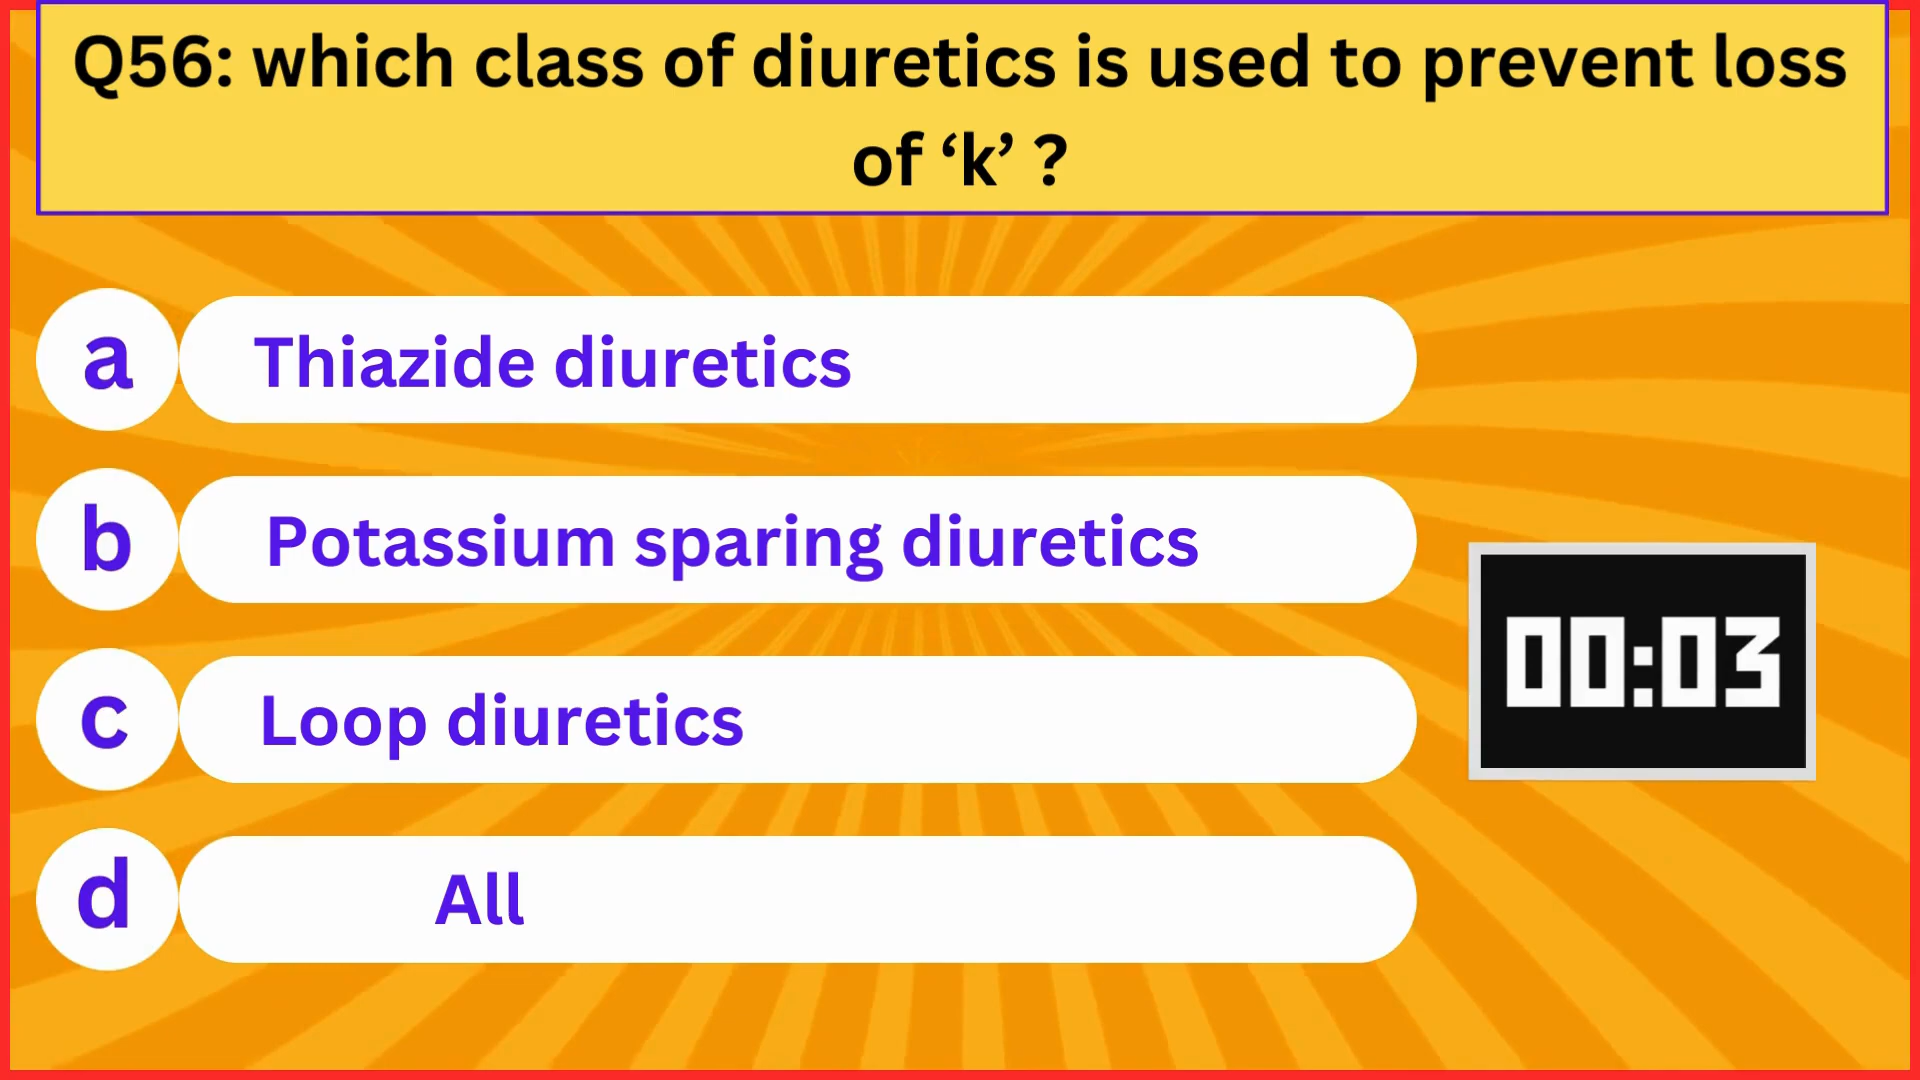 Q56: which class of diuretics is used to prevent loss
of ‘k’ ?
a Thiazide diuretics
b Potassium sparing diuretics
c Loop diuretics
d All
00:03